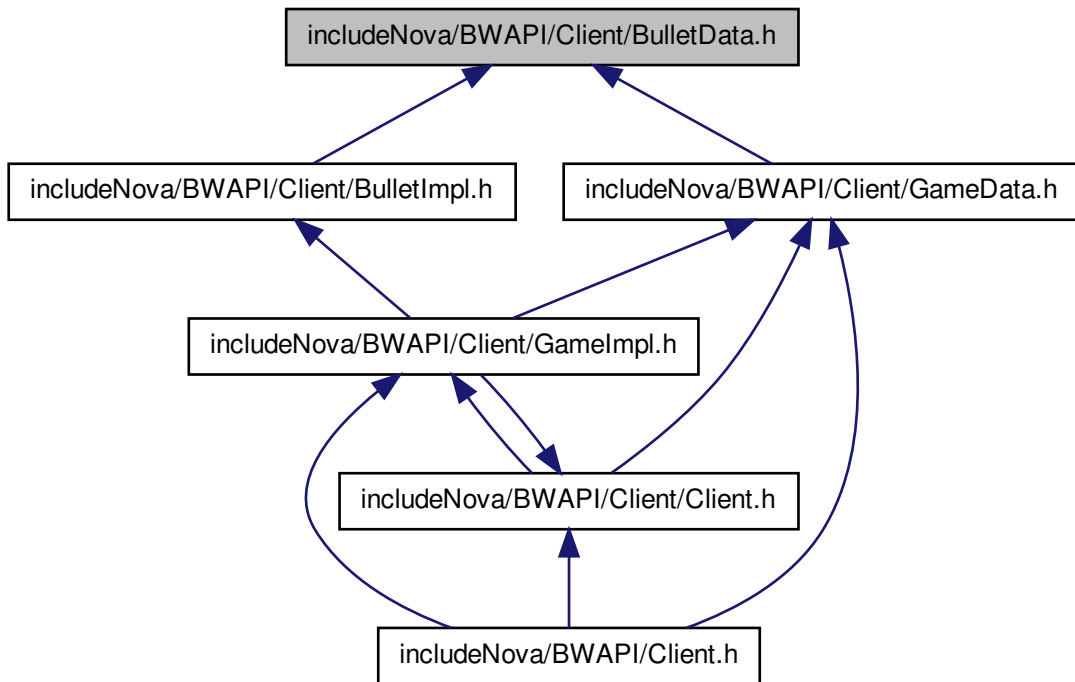 includeNova/BWAPI/Client/BulletData.h
includeNova/BWAPI/Client/BulletImpl.h
includeNova/BWAPI/Client/GameData.h
includeNova/BWAPI/Client/GameImpl.h
includeNova/BWAPI/Client/Client.h
includeNova/BWAPI/Client.h